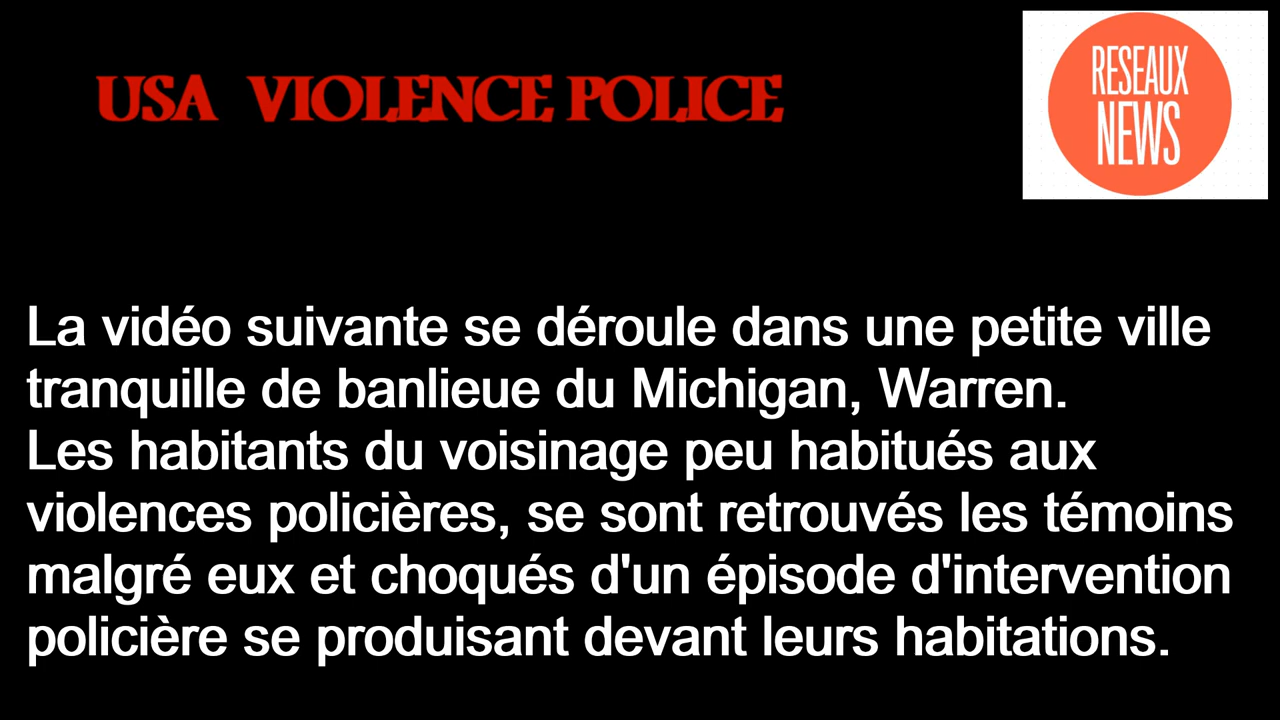 USA VIOLENCE POLICE
RESEAUX
NEWS
La vidéo suivante se déroule dans une petite ville
tranquille de banlieue du Michigan, Warren.
Les habitants du voisinage peu habitués aux
violences policières, se sont retrouvés les témoins
malgré eux et choqués d'un épisode d'intervention
policière se produisant devant leurs habitations.